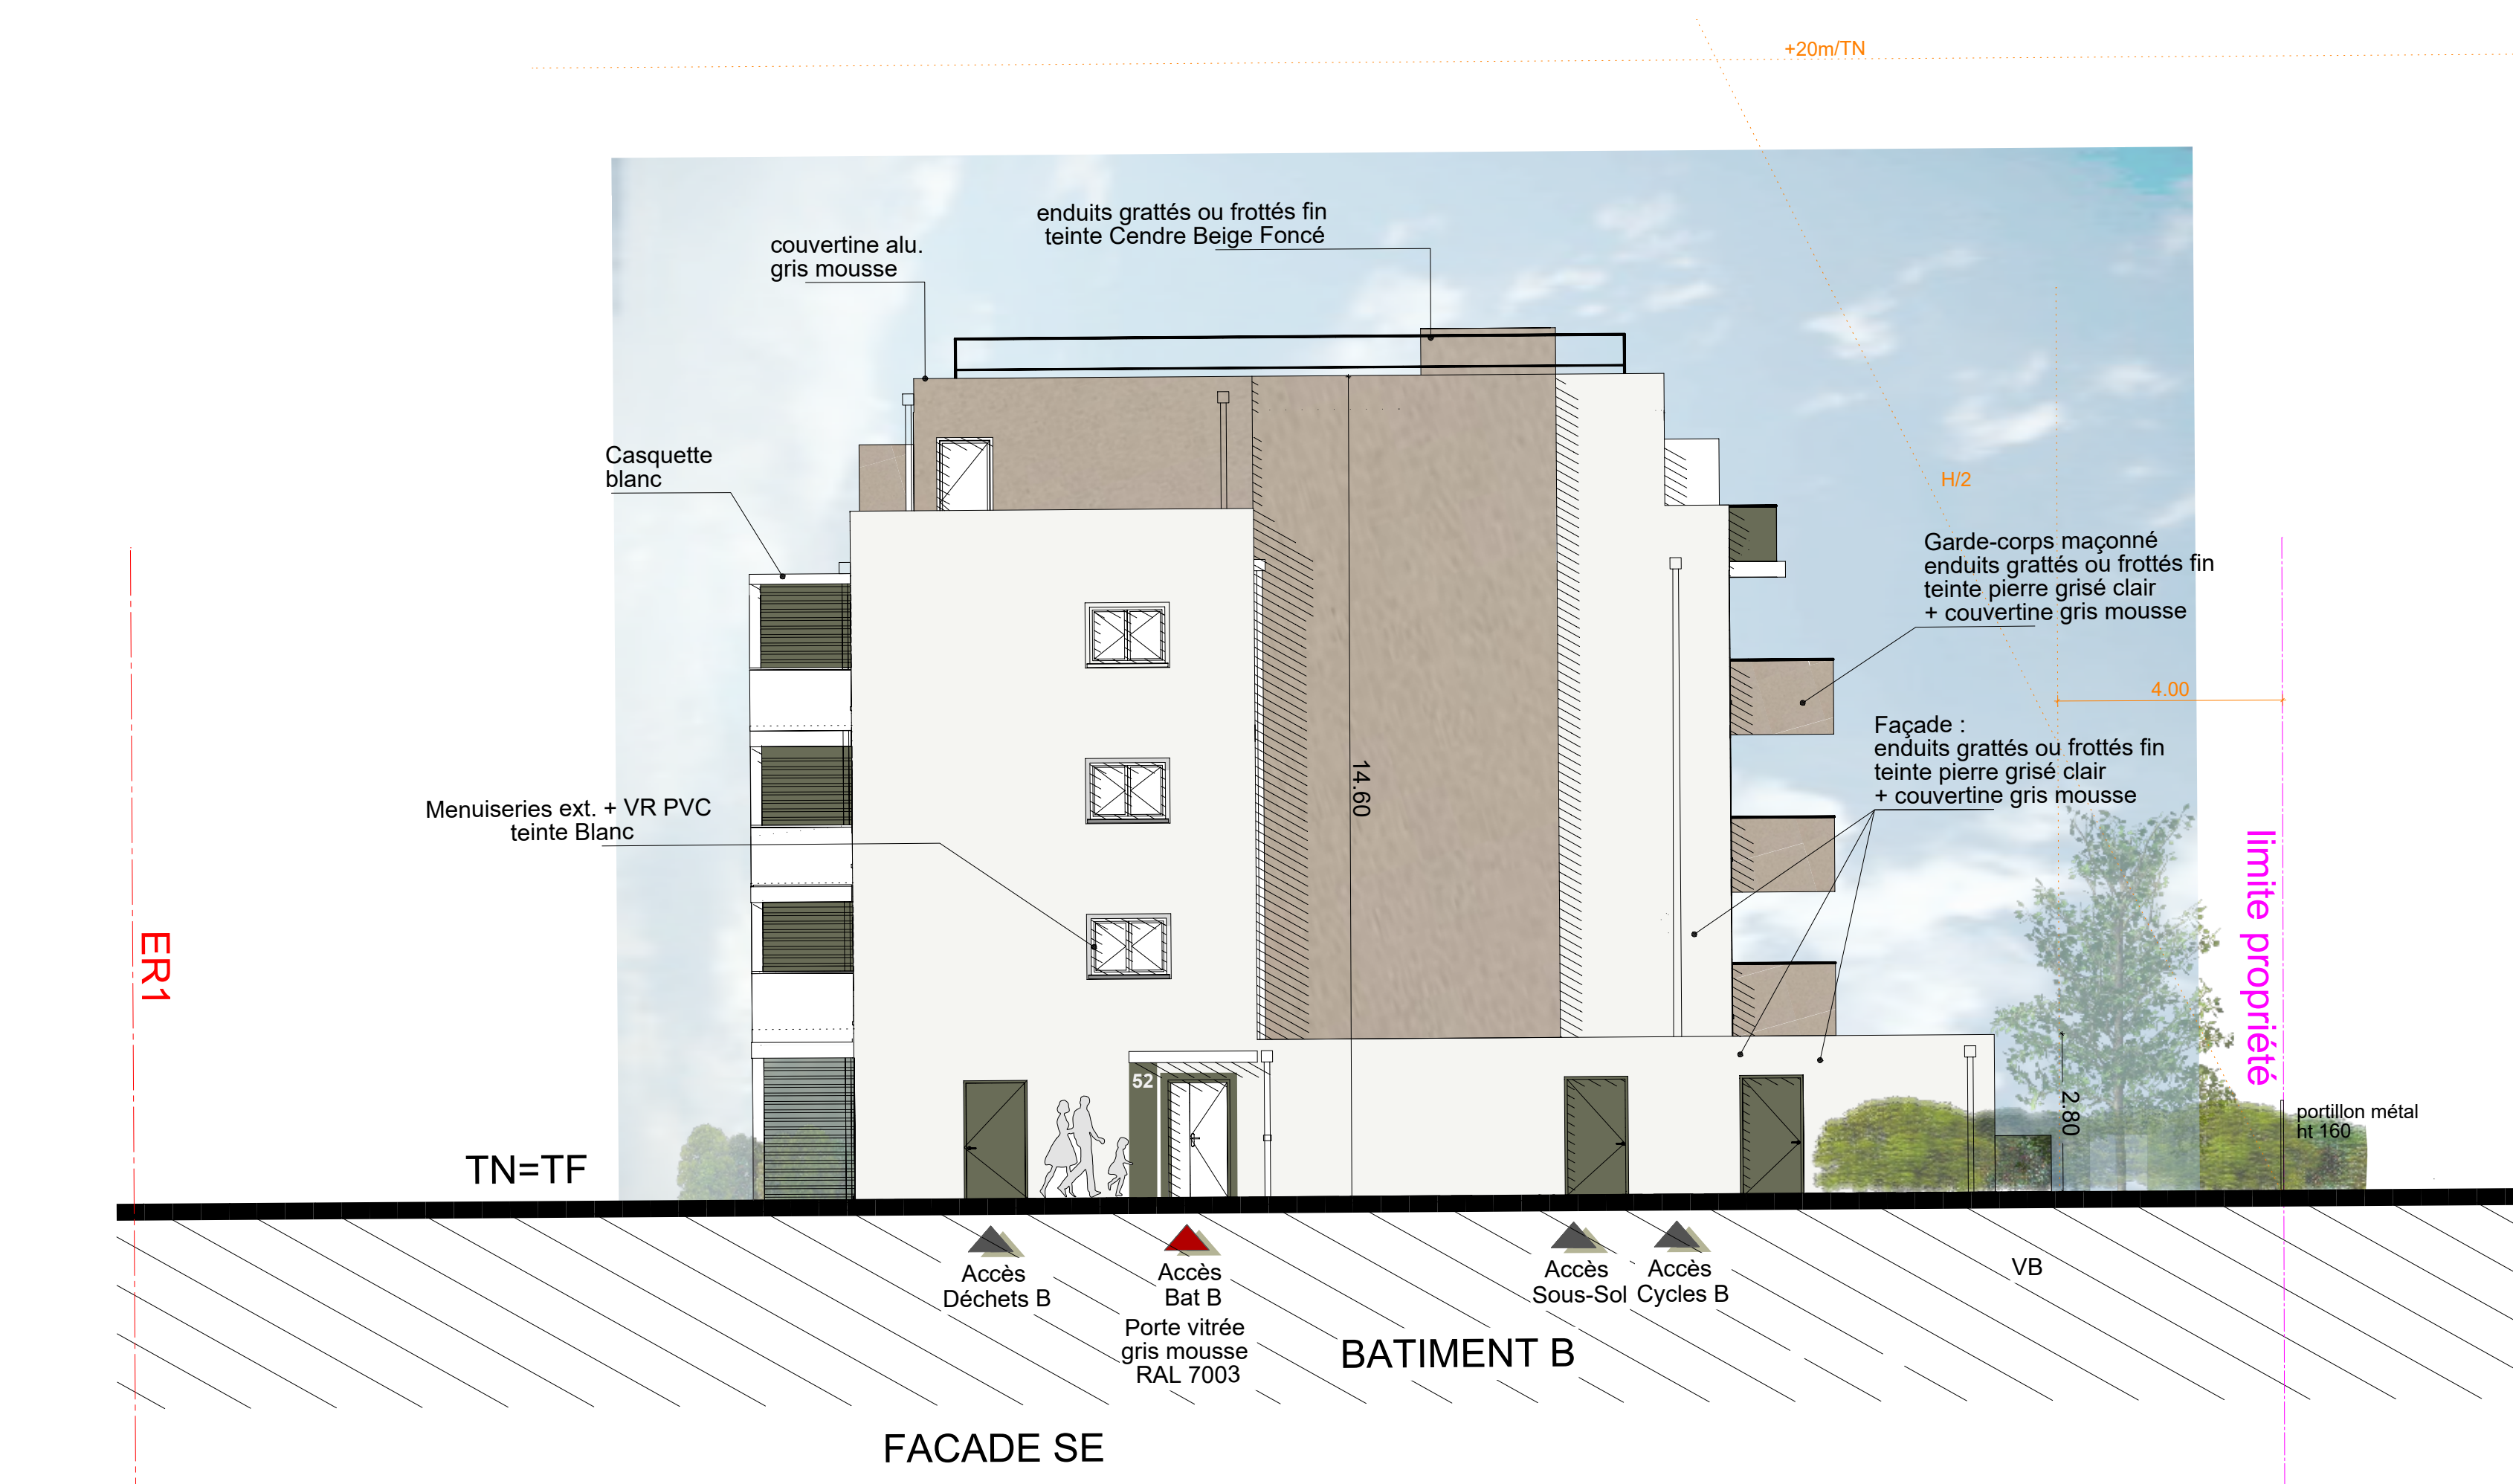 +20m/TN
enduits grattés ou frottés fin
teinte Cendre Beige Foncé
couvertine alu.
gris mousse
Casquette
blanc
H/2
Garde-corps maçonné
enduits grattés ou frottés fin
teinte pierre grisé clair
+ couvertine gris mousse
4.00
Façade :
enduits grattés ou frottés fin
teinte pierre grisé clair
+ couvertine gris mousse
14.60
Menuiseries ext. + VR PVC
teinte Blanc
ER1
limite propriété
52
2.80
portillon métal
ht 160
TN=TF
Accès
Déchets B
Accès
Bat B
Porte vitrée
gris mousse
RAL 7003
Accès
Sous-Sol
Accès
Cycles B
VB
BATIMENT B
FACADE SE